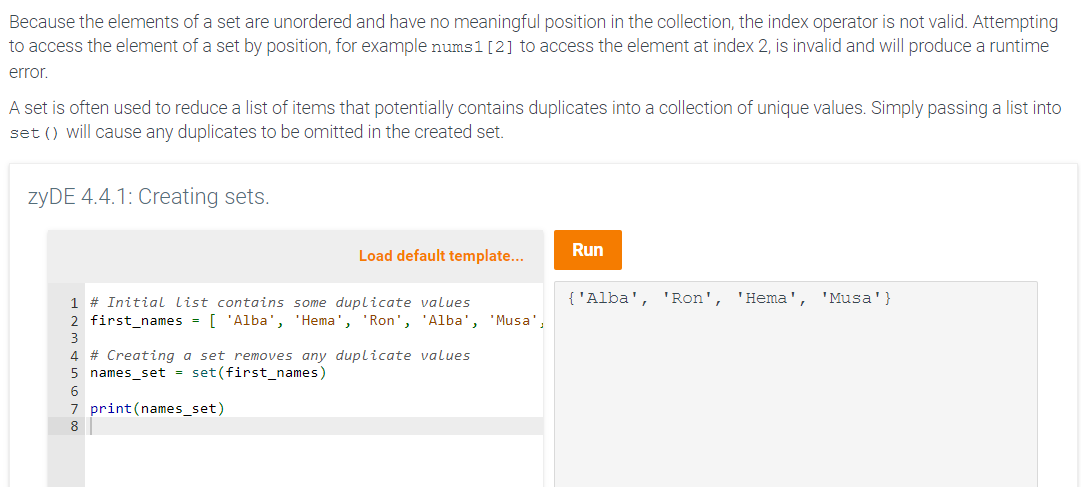 Because the elements of a set are unordered and have no meaningful position in the collection, the index operator is not valid. Attempting
to access the element of a set by position, for example nums1[2] to access the element at index 2, is invalid and will produce a runtime
error.
A set is often used to reduce a list of items that potentially contains duplicates into a collection of unique values. Simply passing a list into
set() will cause any duplicates to be omitted in the created set.
zyDE 4.4.1: Creating sets.
Load default template...
Run
1 # Initial list contains some duplicate values
2 first_names = [ 'Alba', 'Hema', 'Ron', 'Alba', 'Musa',
3
4 # Creating a set removes any duplicate values
5 names_set = set(first_names)
6
7 print(names_set)
8
{'Alba', 'Ron', 'Hema', 'Musa'}